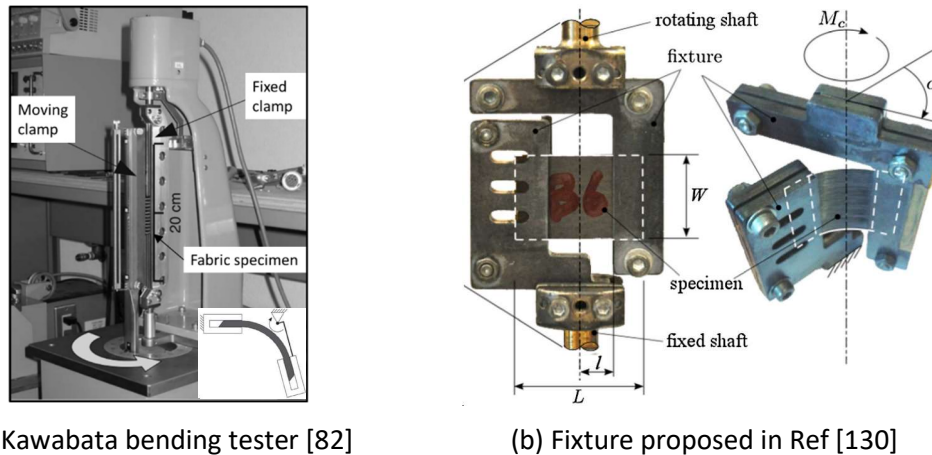 Moving
clamp
Fixed
clamp
20 cm
Fabric specimen
rotating shaft
fixture
W
specimen
fixed shaft
l
L
M_c
B6
Kawabata bending tester [82]
(b) Fixture proposed in Ref [130]